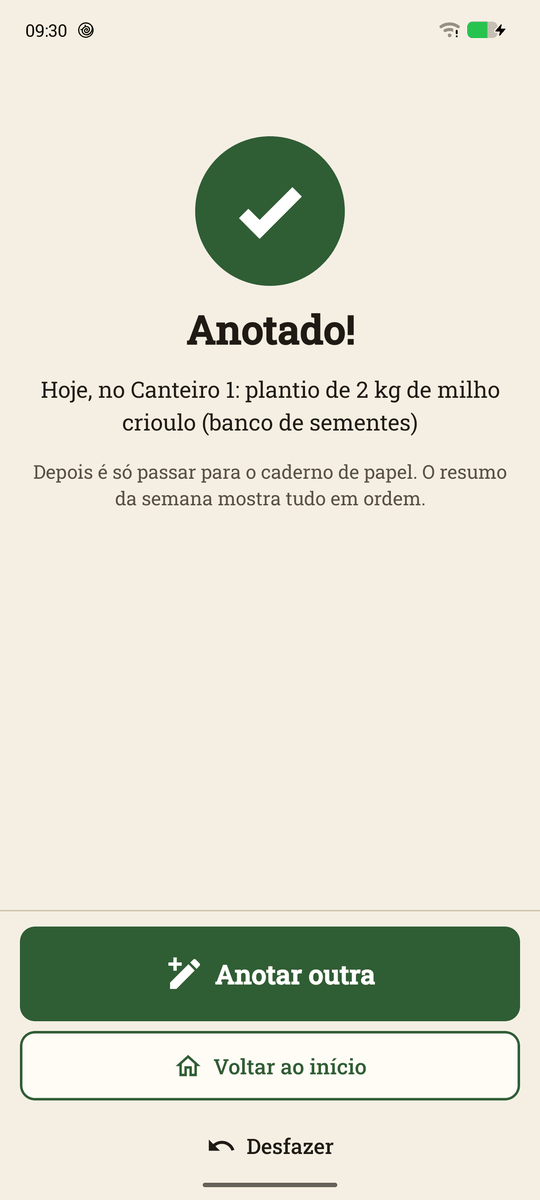 09:30
Anotado!
Hoje, no Canteiro 1: plantio de 2 kg de milho
crioulo (banco de sementes)
Depois é só passar para o caderno de papel. O resumo
da semana mostra tudo em ordem.
Anotar outra
Voltar ao início
Desfazer